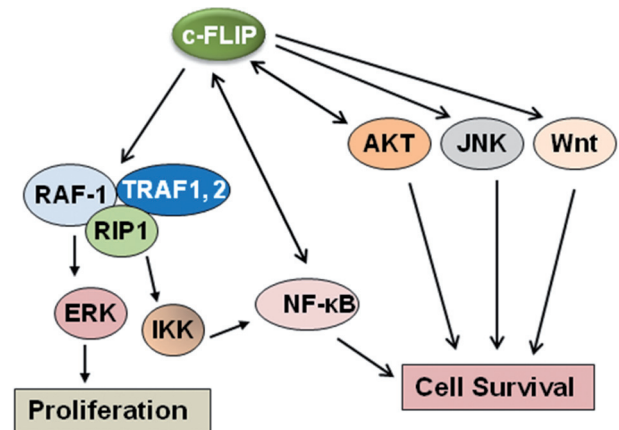 c-FLIP
AKT
JNK
Wnt
RAF-1
TRAF1, 2
RIP1
ERK
IKK
NF-κB
Cell Survival
Proliferation